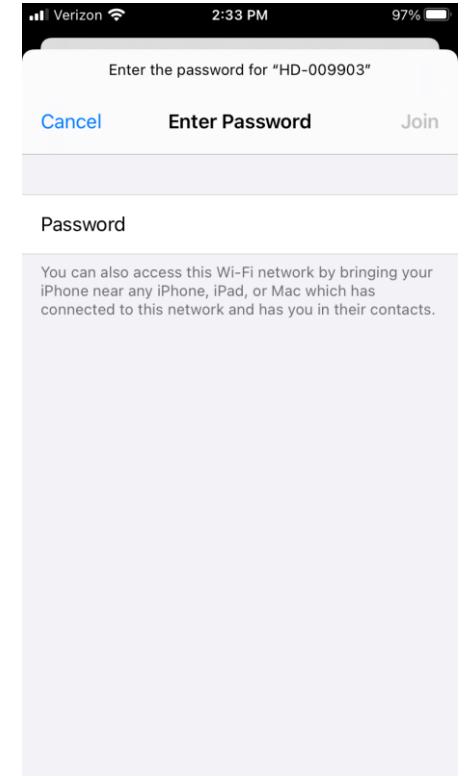 Verizon 2:33 PM 97%
Enter the password for “HD-009903”
Cancel Enter Password Join
Password
You can also access this Wi-Fi network by bringing your
iPhone near any iPhone, iPad, or Mac which has
connected to this network and has you in their contacts.